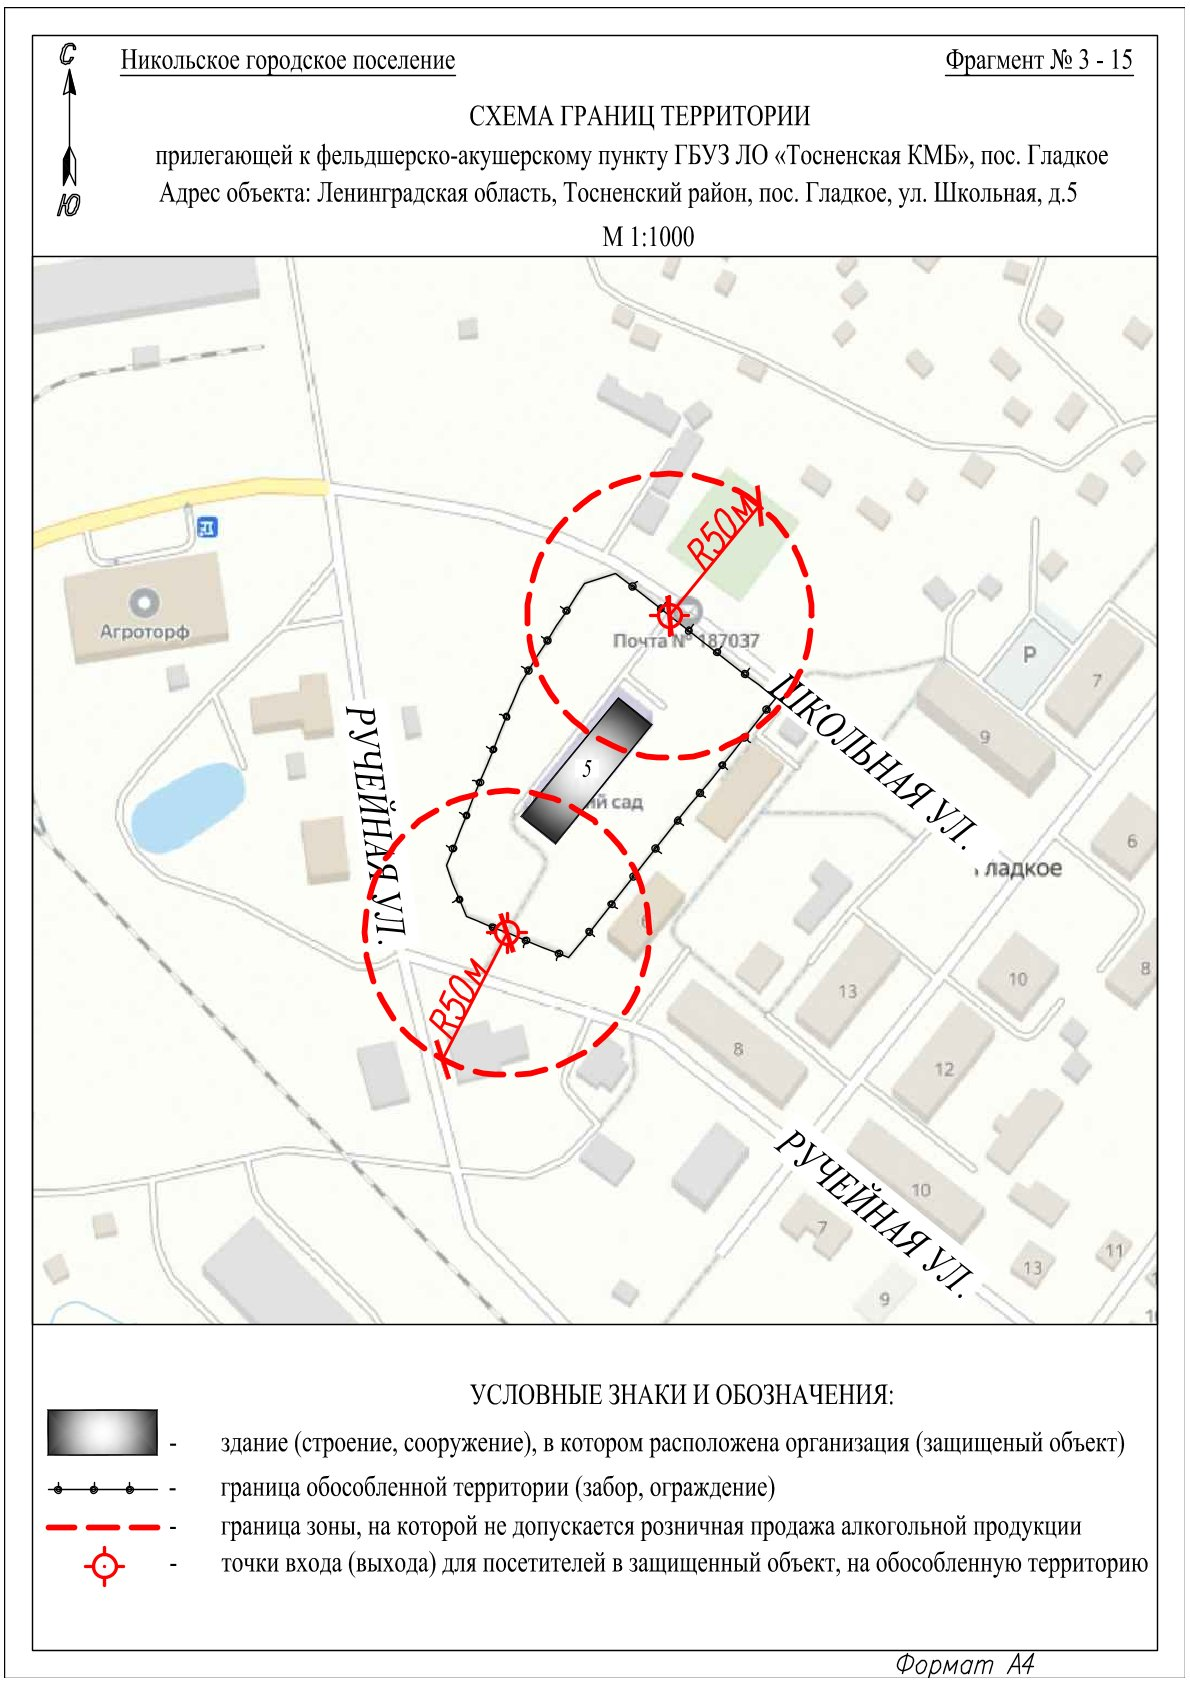 С
Никольское городское поселение
Фрагмент № 3 - 15
СХЕМА ГРАНИЦ ТЕРРИТОРИИ
прилегающей к фельдшерско-акушерскому пункту ГБУЗ ЛО «Тосненская КМБ», пос. Гладкое
Адрес объекта: Ленинградская область, Тосненский район, пос. Гладкое, ул. Школьная, д.5
Ю
М 1:1000
R50м
Агроторф
Почта № 187037
P
7
ШКОЛЬНАЯ УЛ.
9
РУЧЕЙНАЯ УЛ.
5
ий сад
6
ладкое
6
8
10
13
R50м
8
12
РУЧЕЙНАЯ УЛ.
10
7
11
13
9
10
УСЛОВНЫЕ ЗНАКИ И ОБОЗНАЧЕНИЯ:
- здание (строение, сооружение), в котором расположена организация (защищеный объект)
- граница обособленной территории (забор, ограждение)
- граница зоны, на которой не допускается розничная продажа алкогольной продукции
- точки входа (выхода) для посетителей в защищенный объект, на обособленную территорию
Формат А4